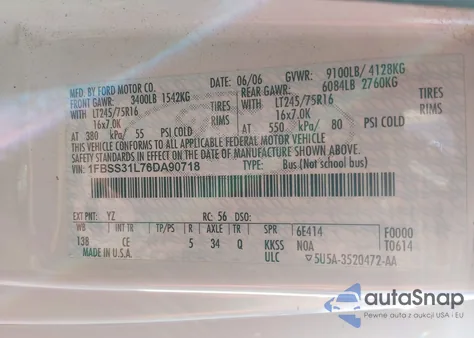 MFD. BY FORD MOTOR CO. DATE: 06/06 GVWR: 9100LB/ 4128KG
FRONT GAWR: 3400LB 1542KG REAR GAWR: 6084LB 2760KG
WITH LT245/75R16 TIRES WITH LT245/75R16 TIRES
16x7.0K RIMS 16x7.0K RIMS
AT 380 kPa/ 55 PSI COLD AT 550 kPa/ 80 PSI COLD
THIS VEHICLE CONFORMS TO ALL APPLICABLE FEDERAL MOTOR VEHICLE
SAFETY STANDARDS IN EFFECT ON THE DATE OF MANUFACTURE SHOWN ABOVE.
VIN: 1FBSS31L76DA90718 TYPE: Bus (Not school bus)
EXT PNT: YZ RC: 56 DSO:
WB INT TR TP/PS R AXLE TR SPR 6E414 F0000
138 CE 5 34 Q KKSS NOA T0614
MADE IN U.S.A. ULC 5U5A-3520472-AA
autoSnap
Pewne auta z aukcji USA - EU